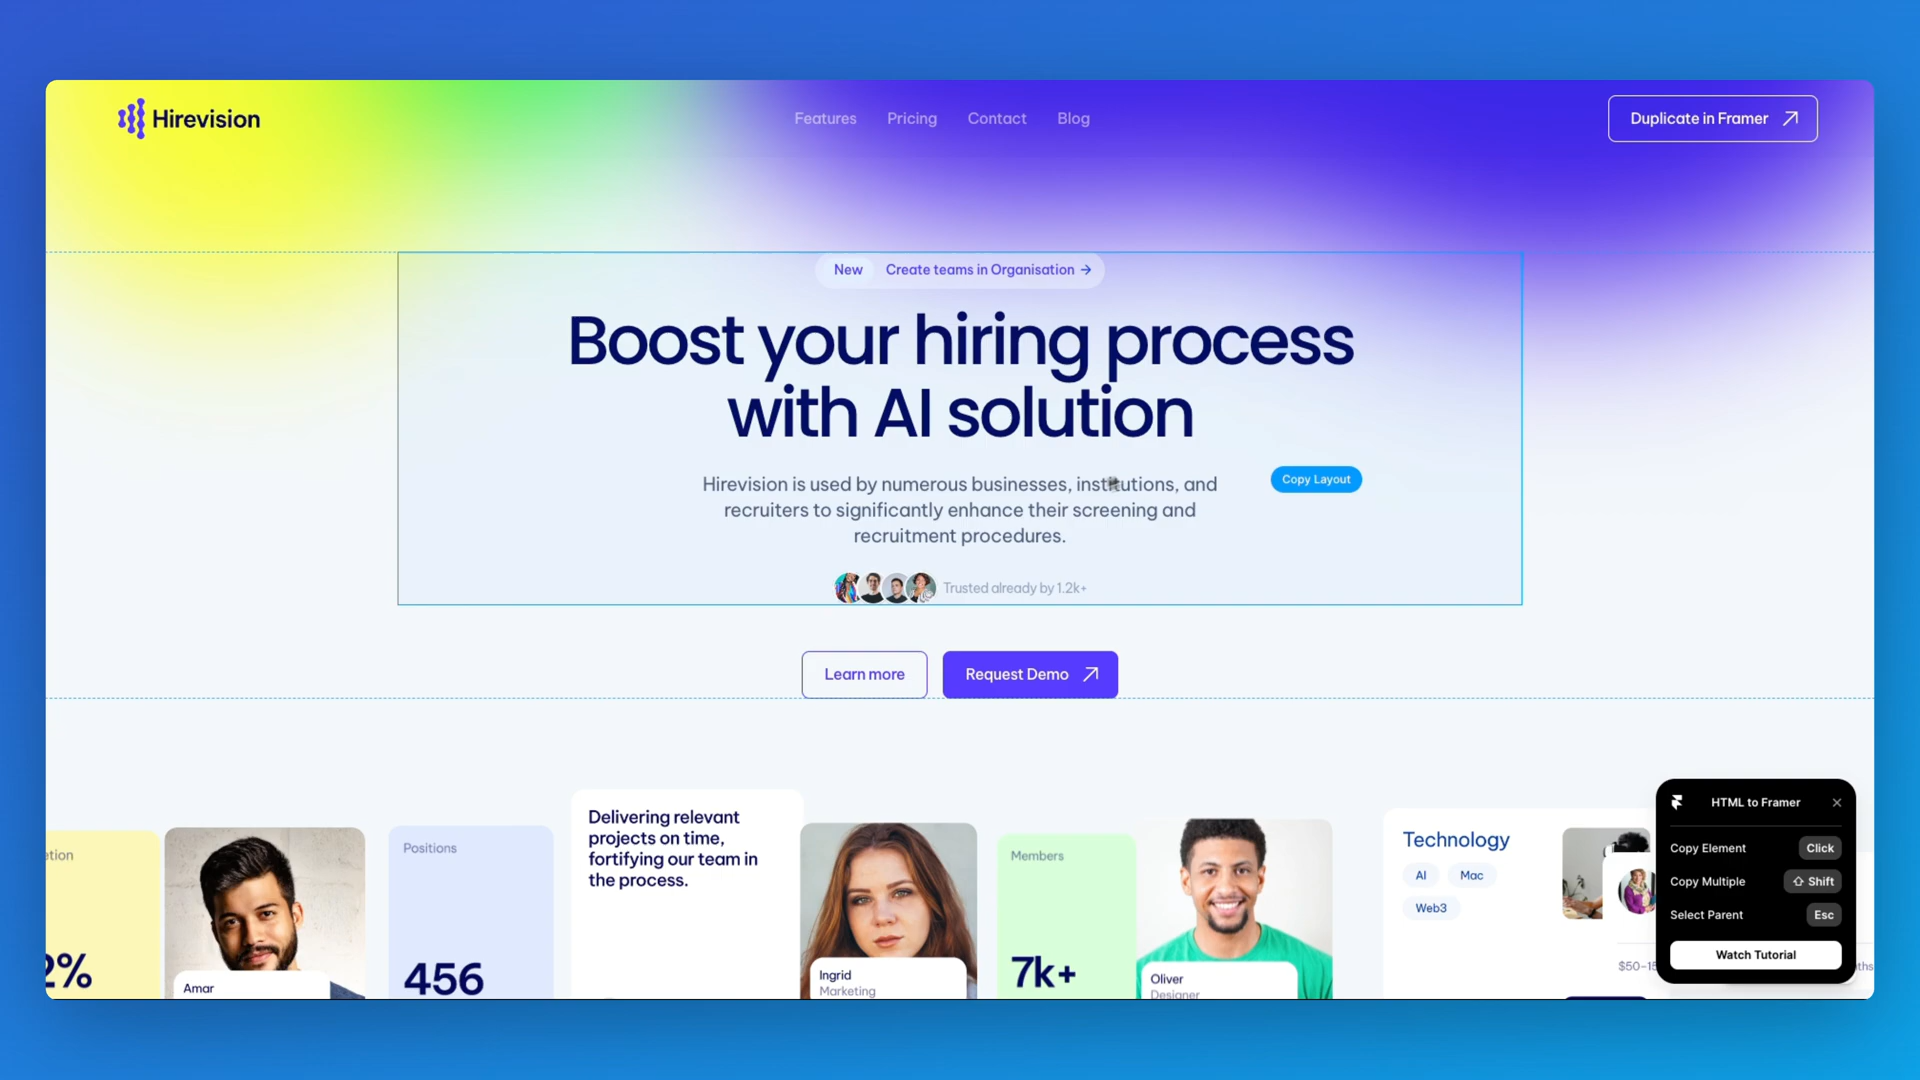 Hirevision
Features
Pricing
Contact
Blog
Duplicate in Framer
New
Create teams in Organisation →
Boost your hiring process
with AI solution
Hirevision is used by numerous businesses, institutions, and
recruiters to significantly enhance their screening and
recruitment procedures.
Copy Layout
Trusted already by 1.2k+
Learn more
Request Demo
etion
2%
Amar
Positions
456
Delivering relevant
projects on time,
fortifying our team in
the process.
Ingrid
Marketing
Members
7k+
Oliver
Designer
Technology
AI
Mac
Web3
$50-15
ths
HTML to Framer
Copy Element
Click
Copy Multiple
Shift
Select Parent
Esc
Watch Tutorial